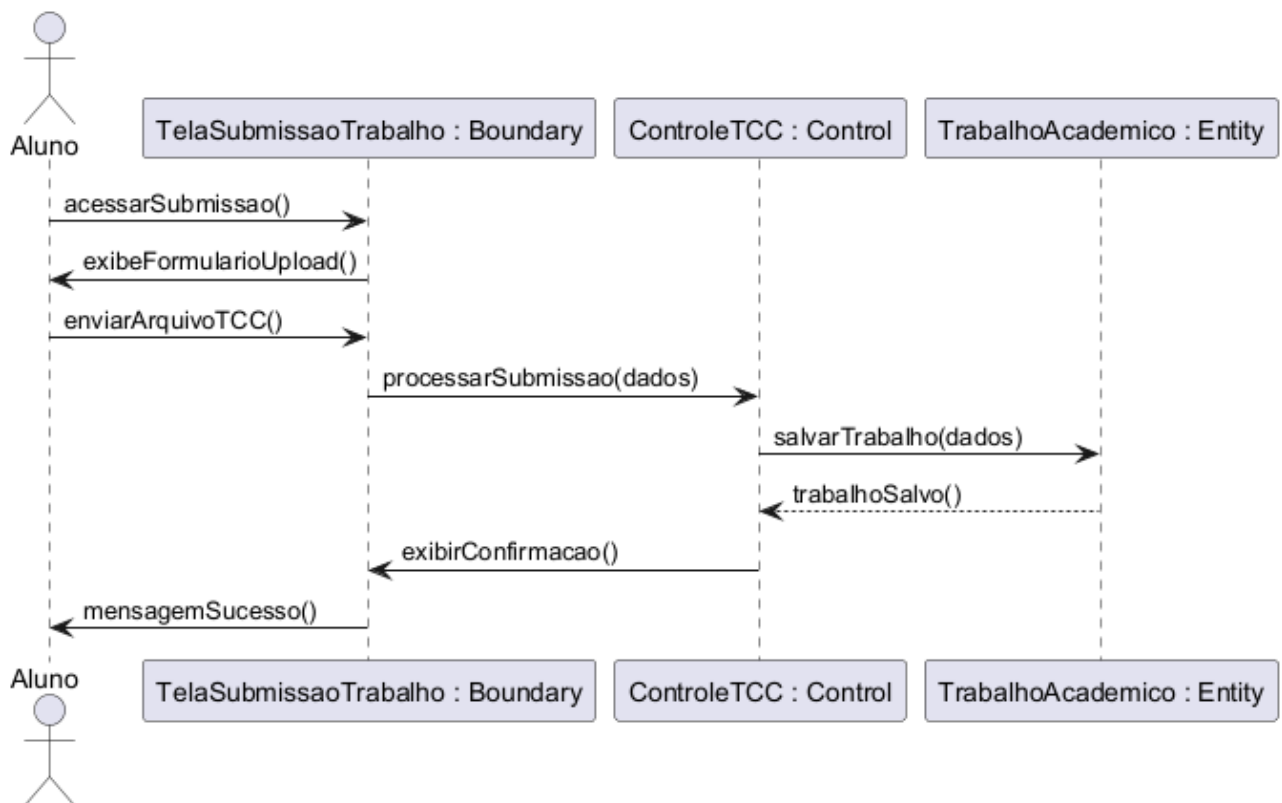 Aluno
TelaSubmissaoTrabalho : Boundary
ControleTCC : Control
TrabalhoAcademico : Entity
acessarSubmissao()
exibeFormularioUpload()
enviarArquivoTCC()
processarSubmissao(dados)
salvarTrabalho(dados)
trabalhoSalvo()
exibirConfirmacao()
mensagemSucesso()
Aluno
TelaSubmissaoTrabalho : Boundary
ControleTCC : Control
TrabalhoAcademico : Entity